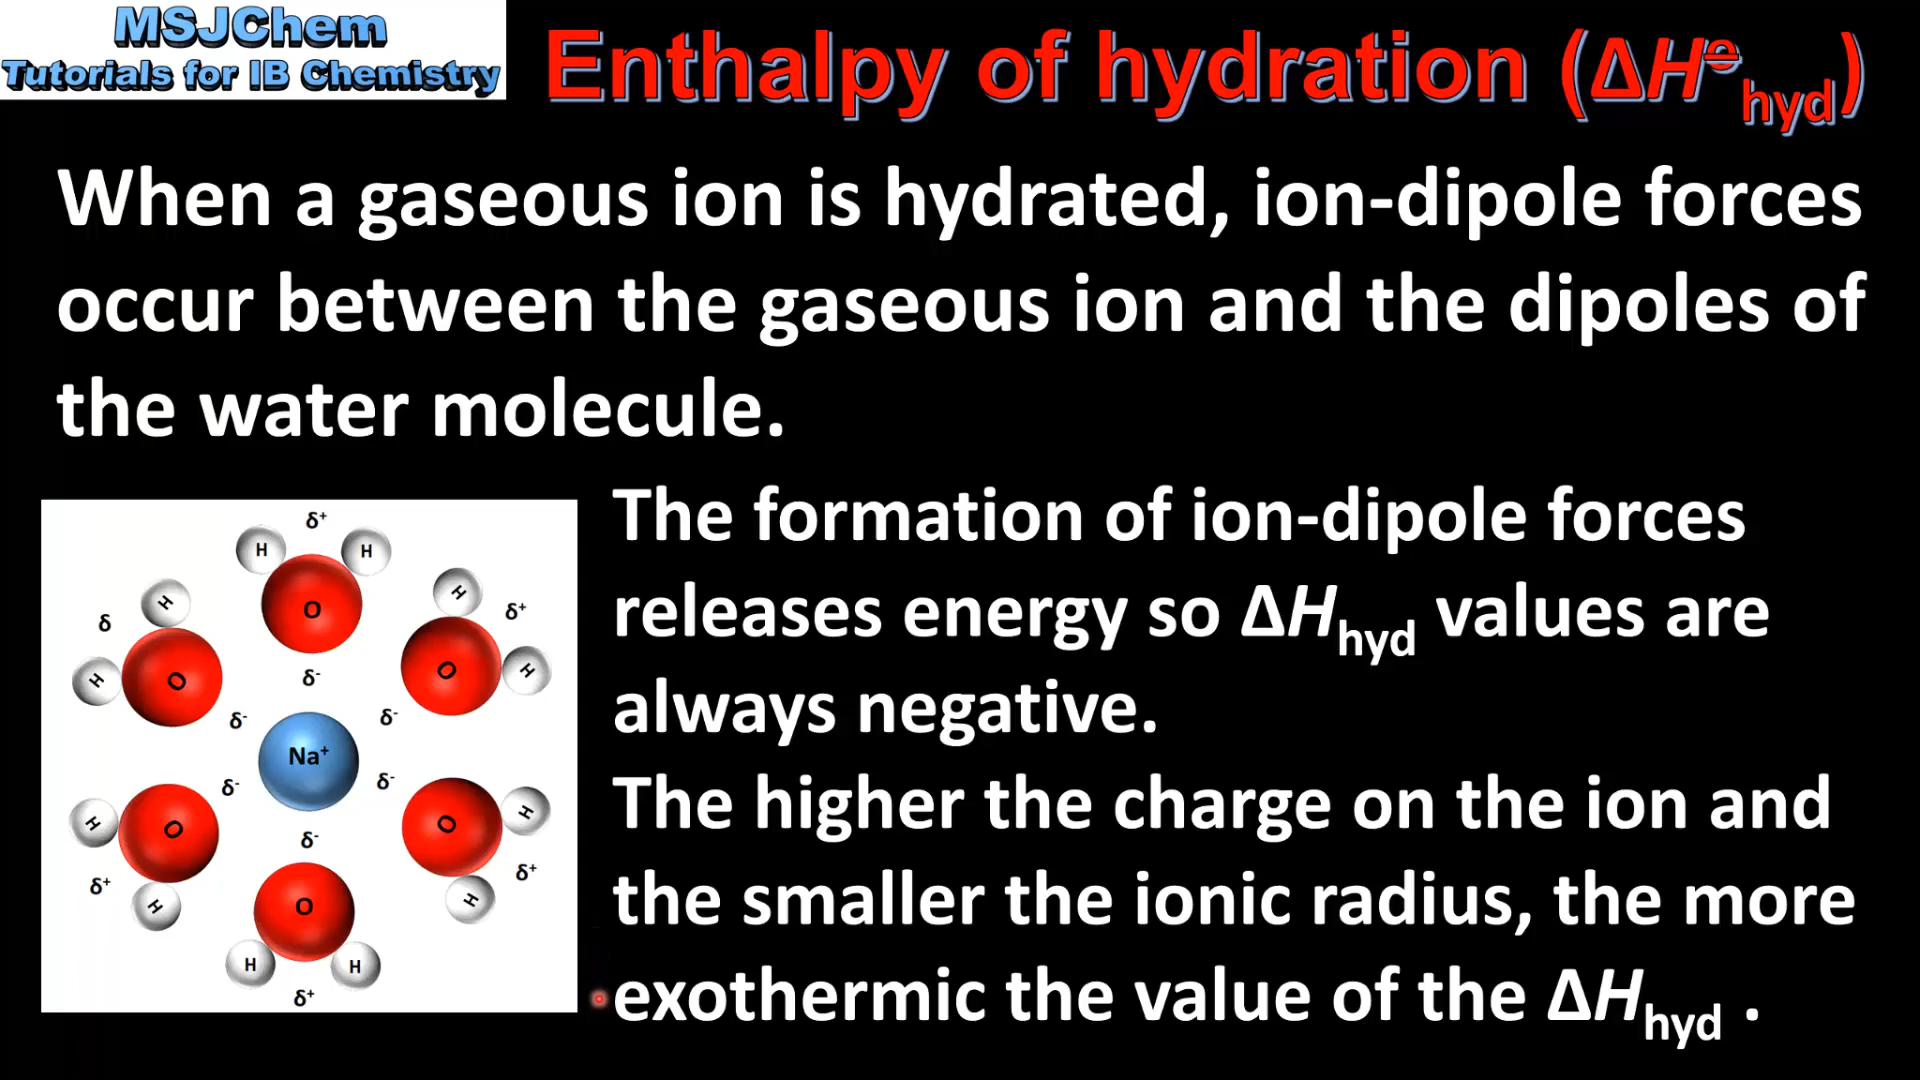 MSJChem
Tutorials for IB Chemistry
Enthalpy of hydration (ΔH⦵hyd)
When a gaseous ion is hydrated, ion-dipole forces
occur between the gaseous ion and the dipoles of
the water molecule.
The formation of ion-dipole forces
releases energy so ΔHhyd values are
always negative.
The higher the charge on the ion and
the smaller the ionic radius, the more
exothermic the value of the ΔHhyd .
δ+
H H
O
H
δ
H
O
H
δ+
O
H
δ-
δ-
δ-
Na+
δ-
δ-
δ-
H
O
δ+
H
O
H
δ+
H
O
H H
δ+